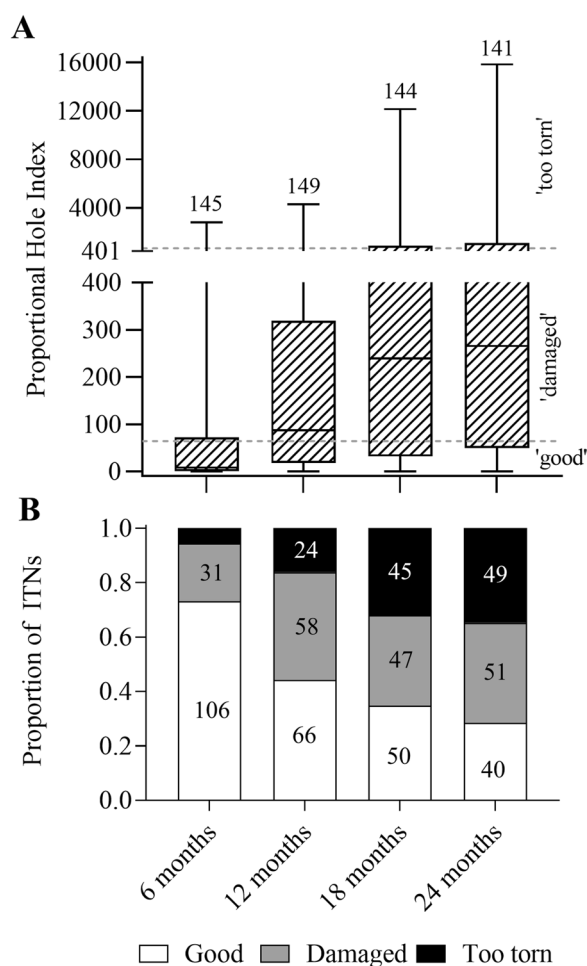 A
Proportional Hole Index
16000
12000
8000
4000
401
400
300
200
100
0
145
149
144
141
'too torn'
'damaged'
'good'
B
Proportion of ITNs
1.0
0.8
0.6
0.4
0.2
0.0
31
106
24
58
66
45
47
50
49
51
40
6 months
12 months
18 months
24 months
Good Damaged Too torn